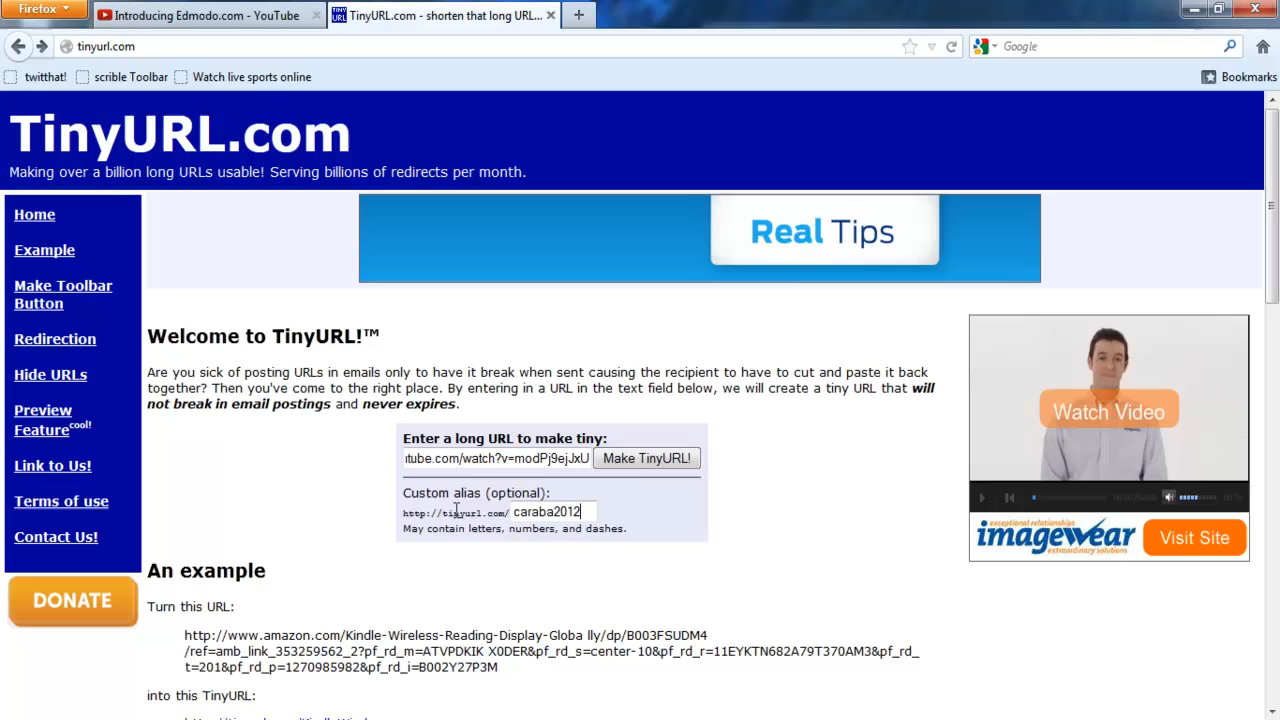 Firefox
Introducing Edmodo.com - YouTube
TinyURL.com - shorten that long URL...
tinyurl.com
Google
twitthat!
scrible Toolbar
Watch live sports online
Bookmarks
TinyURL.com
Making over a billion long URLs usable! Serving billions of redirects per month.
Home
Example
Make Toolbar
Button
Redirection
Hide URLs
Preview
Feature cool!
Link to Us!
Terms of use
Contact Us!
DONATE
Real Tips
Welcome to TinyURL!™
Are you sick of posting URLs in emails only to have it break when sent causing the recipient to have to cut and paste it back
together? Then you've come to the right place. By entering in a URL in the text field below, we will create a tiny URL that will
not break in email postings and never expires.
Enter a long URL to make tiny:
itube.com/watch?v=modPj9ejJxU Make TinyURL!
Custom alias (optional):
http://tinyurl.com/ caraba2012
May contain letters, numbers, and dashes.
An example
Turn this URL:
http://www.amazon.com/Kindle-Wireless-Reading-Display-Globa lly/dp/B003FSUDM4
/ref=amb_link_353259562_2?pf_rd_m=ATVPDKIK X0DER&pf_rd_s=center-10&pf_rd_r=11EYKTN682A79T370AM3&pf_rd_
t=201&pf_rd_p=1270985982&pf_rd_i=B002Y27P3M
into this TinyURL:
Watch Video
exceptional relationships
imagewear
extraordinary solutions
Visit Site